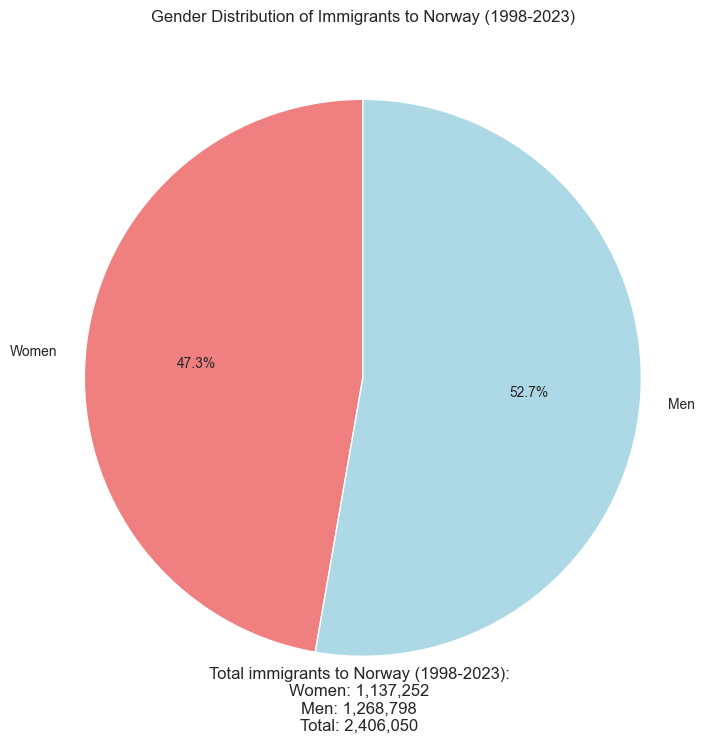 Gender Distribution of Immigrants to Norway (1998-2023)
Women
47.3%
52.7%
Men
Total immigrants to Norway (1998-2023):
Women: 1,137,252
Men: 1,268,798
Total: 2,406,050